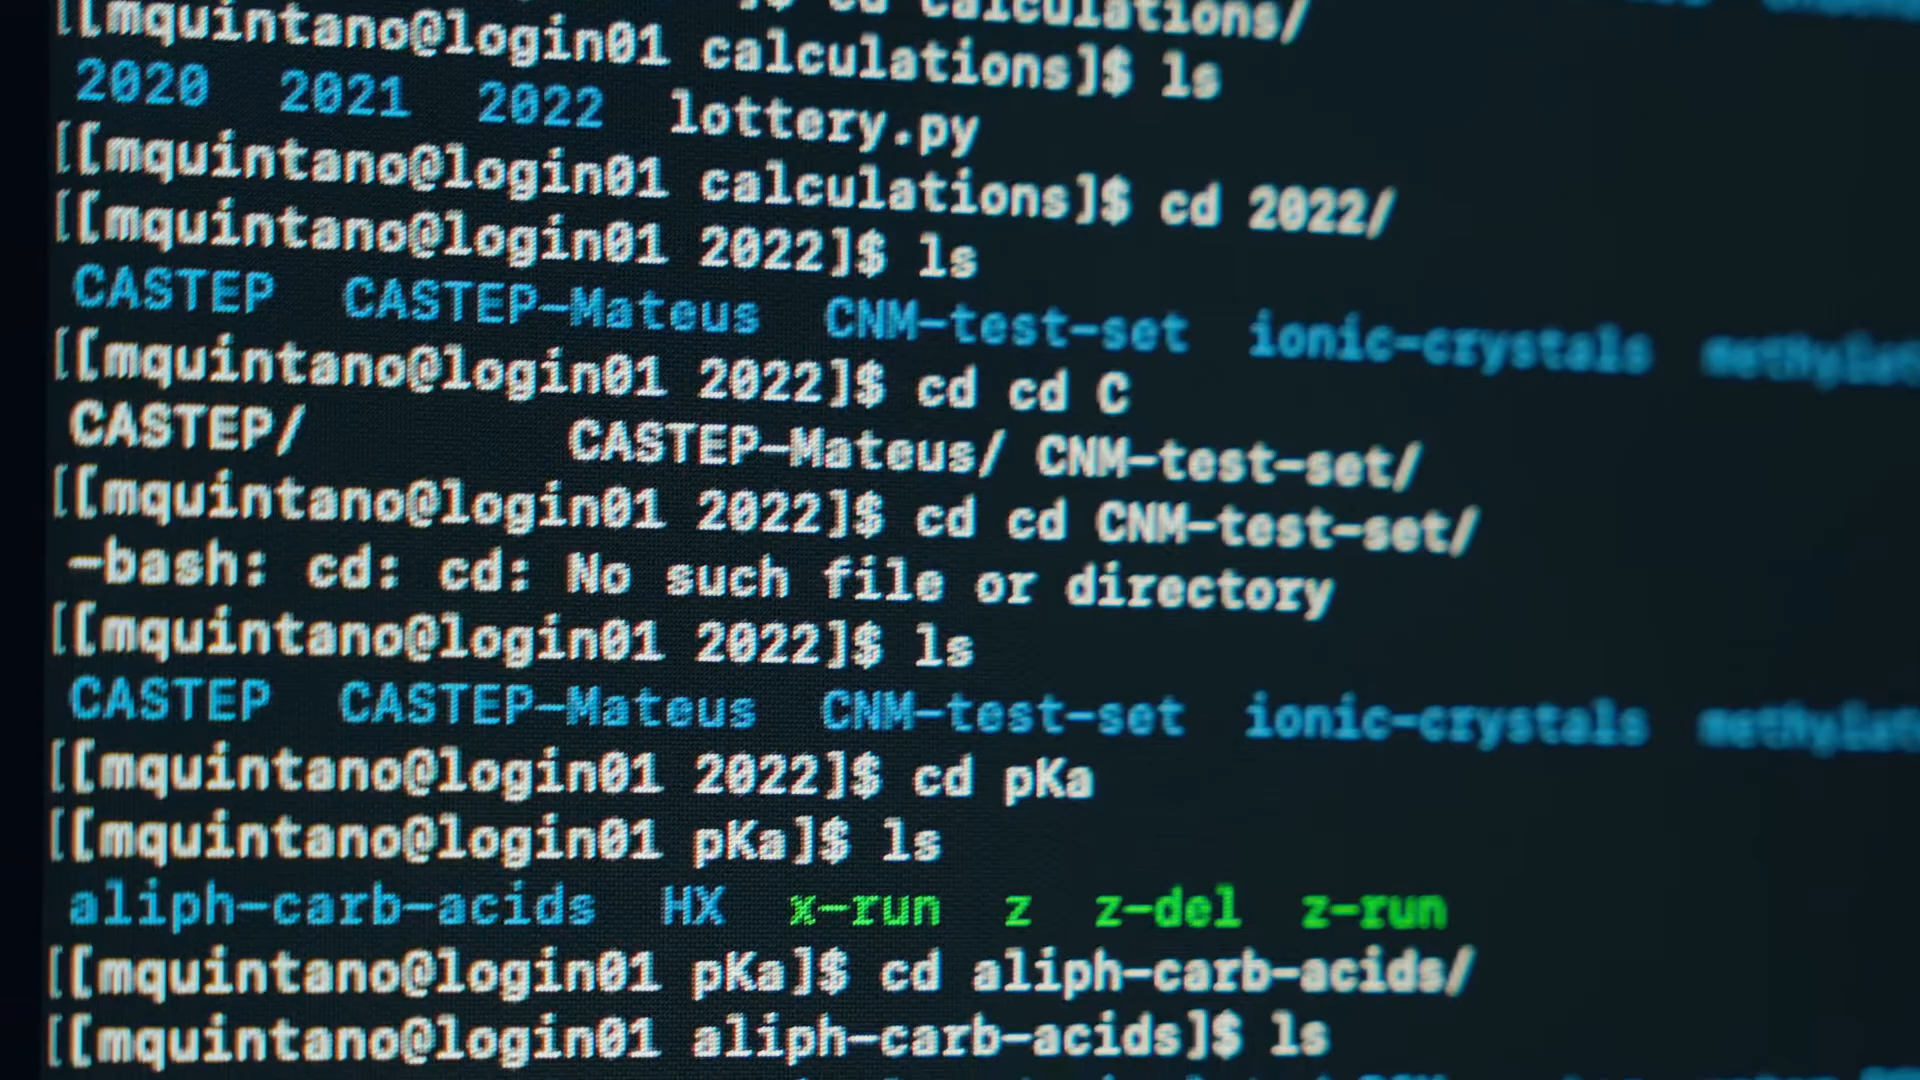 cd calculations/
[[mquintano@login01 calculations]$ ls
2020 2021 2022 lottery.py
[[mquintano@login01 calculations]$ cd 2022/
[[mquintano@login01 2022]$ ls
CASTEP CASTEP-Mateus CNM-test-set ionic-crystals
[[mquintano@login01 2022]$ cd cd C
CASTEP/ CASTEP-Mateus/ CNM-test-set/
[[mquintano@login01 2022]$ cd cd CNM-test-set/
-bash: cd: cd: No such file or directory
[[mquintano@login01 2022]$ ls
CASTEP CASTEP-Mateus CNM-test-set ionic-crystals
[[mquintano@login01 2022]$ cd pKa
[[mquintano@login01 pKa]$ ls
aliph-carb-acids HX x-run z z-del z-run
[[mquintano@login01 pKa]$ cd aliph-carb-acids/
[[mquintano@login01 aliph-carb-acids]$ ls